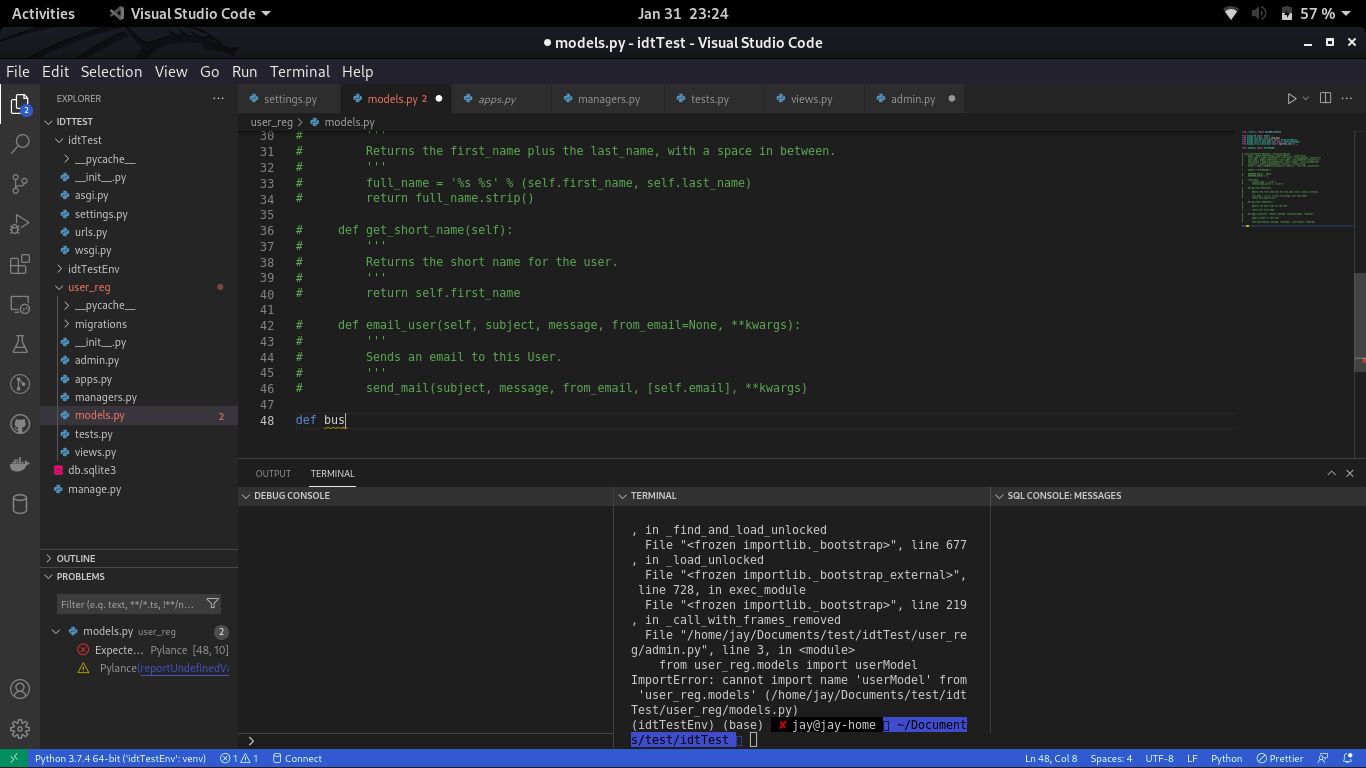 Activities
Visual Studio Code
Jan 31 23:24
57 %
● models.py - idtTest - Visual Studio Code
File Edit Selection View Go Run Terminal Help
2
EXPLORER
IDTTEST
idtTest
__pycache__
__init__.py
asgi.py
settings.py
urls.py
wsgi.py
idtTestEnv
user_reg
__pycache__
migrations
__init__.py
admin.py
apps.py
managers.py
models.py 2
tests.py
views.py
db.sqlite3
manage.py
OUTLINE
PROBLEMS
Filter (e.g. text, **/*.ts, !**/n...
models.py user_reg 2
Expecte... Pylance [48, 10]
Pylance(reportUndefinedVa
settings.py
models.py 2
apps.py
managers.py
tests.py
views.py
admin.py
user_reg > models.py
30 # '''
31 # Returns the first_name plus the last_name, with a space in between.
32 # '''
33 # full_name = '%s %s' % (self.first_name, self.last_name)
34 # return full_name.strip()
35
36 # def get_short_name(self):
37 # '''
38 # Returns the short name for the user.
39 # '''
40 # return self.first_name
41
42 # def email_user(self, subject, message, from_email=None, **kwargs):
43 # '''
44 # Sends an email to this User.
45 # '''
46 # send_mail(subject, message, from_email, [self.email], **kwargs)
47
48 def bus
OUTPUT TERMINAL
DEBUG CONSOLE
>
TERMINAL
, in _find_and_load_unlocked
File "<frozen importlib._bootstrap>", line 677
, in _load_unlocked
File "<frozen importlib._bootstrap_external>",
line 728, in exec_module
File "<frozen importlib._bootstrap>", line 219
, in _call_with_frames_removed
File "/home/jay/Documents/test/idtTest/user_re
g/admin.py", line 3, in <module>
from user_reg.models import userModel
ImportError: cannot import name 'userModel' from
'user_reg.models' (/home/jay/Documents/test/idt
Test/user_reg/models.py)
(idtTestEnv) (base) ✘ jay@jay-home ~/Document
s/test/idtTest
SQL CONSOLE: MESSAGES
Python 3.7.4 64-bit ('idtTestEnv': venv) 1 1 Connect
Ln 48, Col 8 Spaces: 4 UTF-8 LF Python Prettier